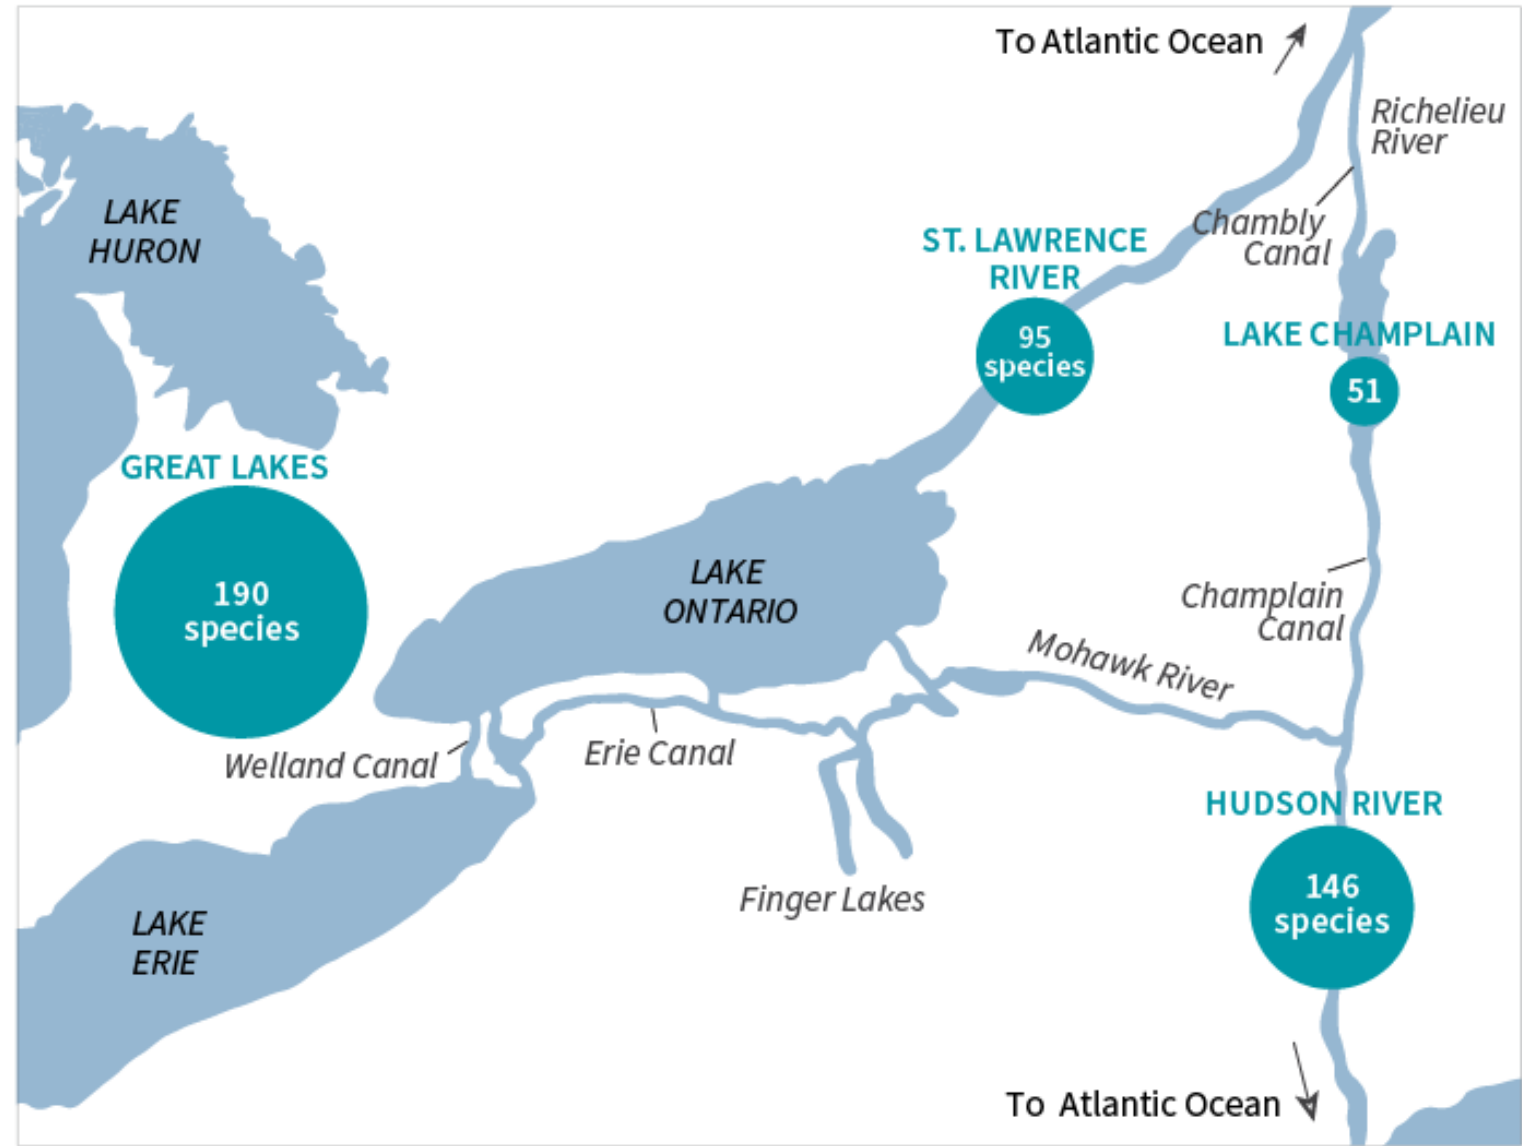 To Atlantic Ocean
Richelieu
River
LAKE
HURON
Chambly
Canal
ST. LAWRENCE
RIVER
95
species
LAKE CHAMPLAIN
51
GREAT LAKES
190
species
LAKE
ONTARIO
Champlain
Canal
Mohawk River
Welland Canal
Erie Canal
HUDSON RIVER
146
species
Finger Lakes
LAKE
ERIE
To Atlantic Ocean